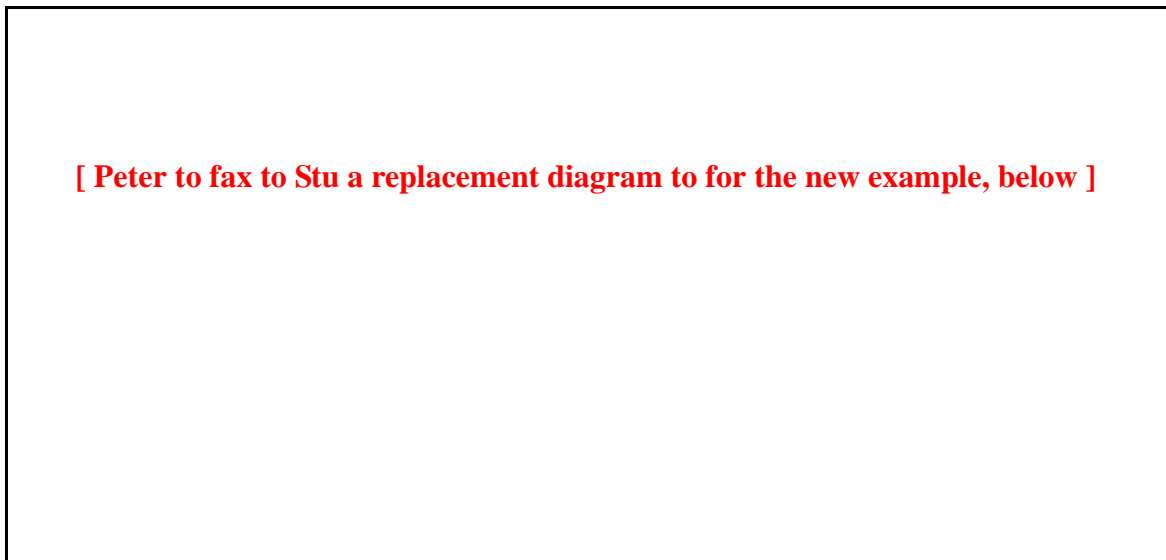 [ Peter to fax to Stu a replacement diagram to for the new example, below ]